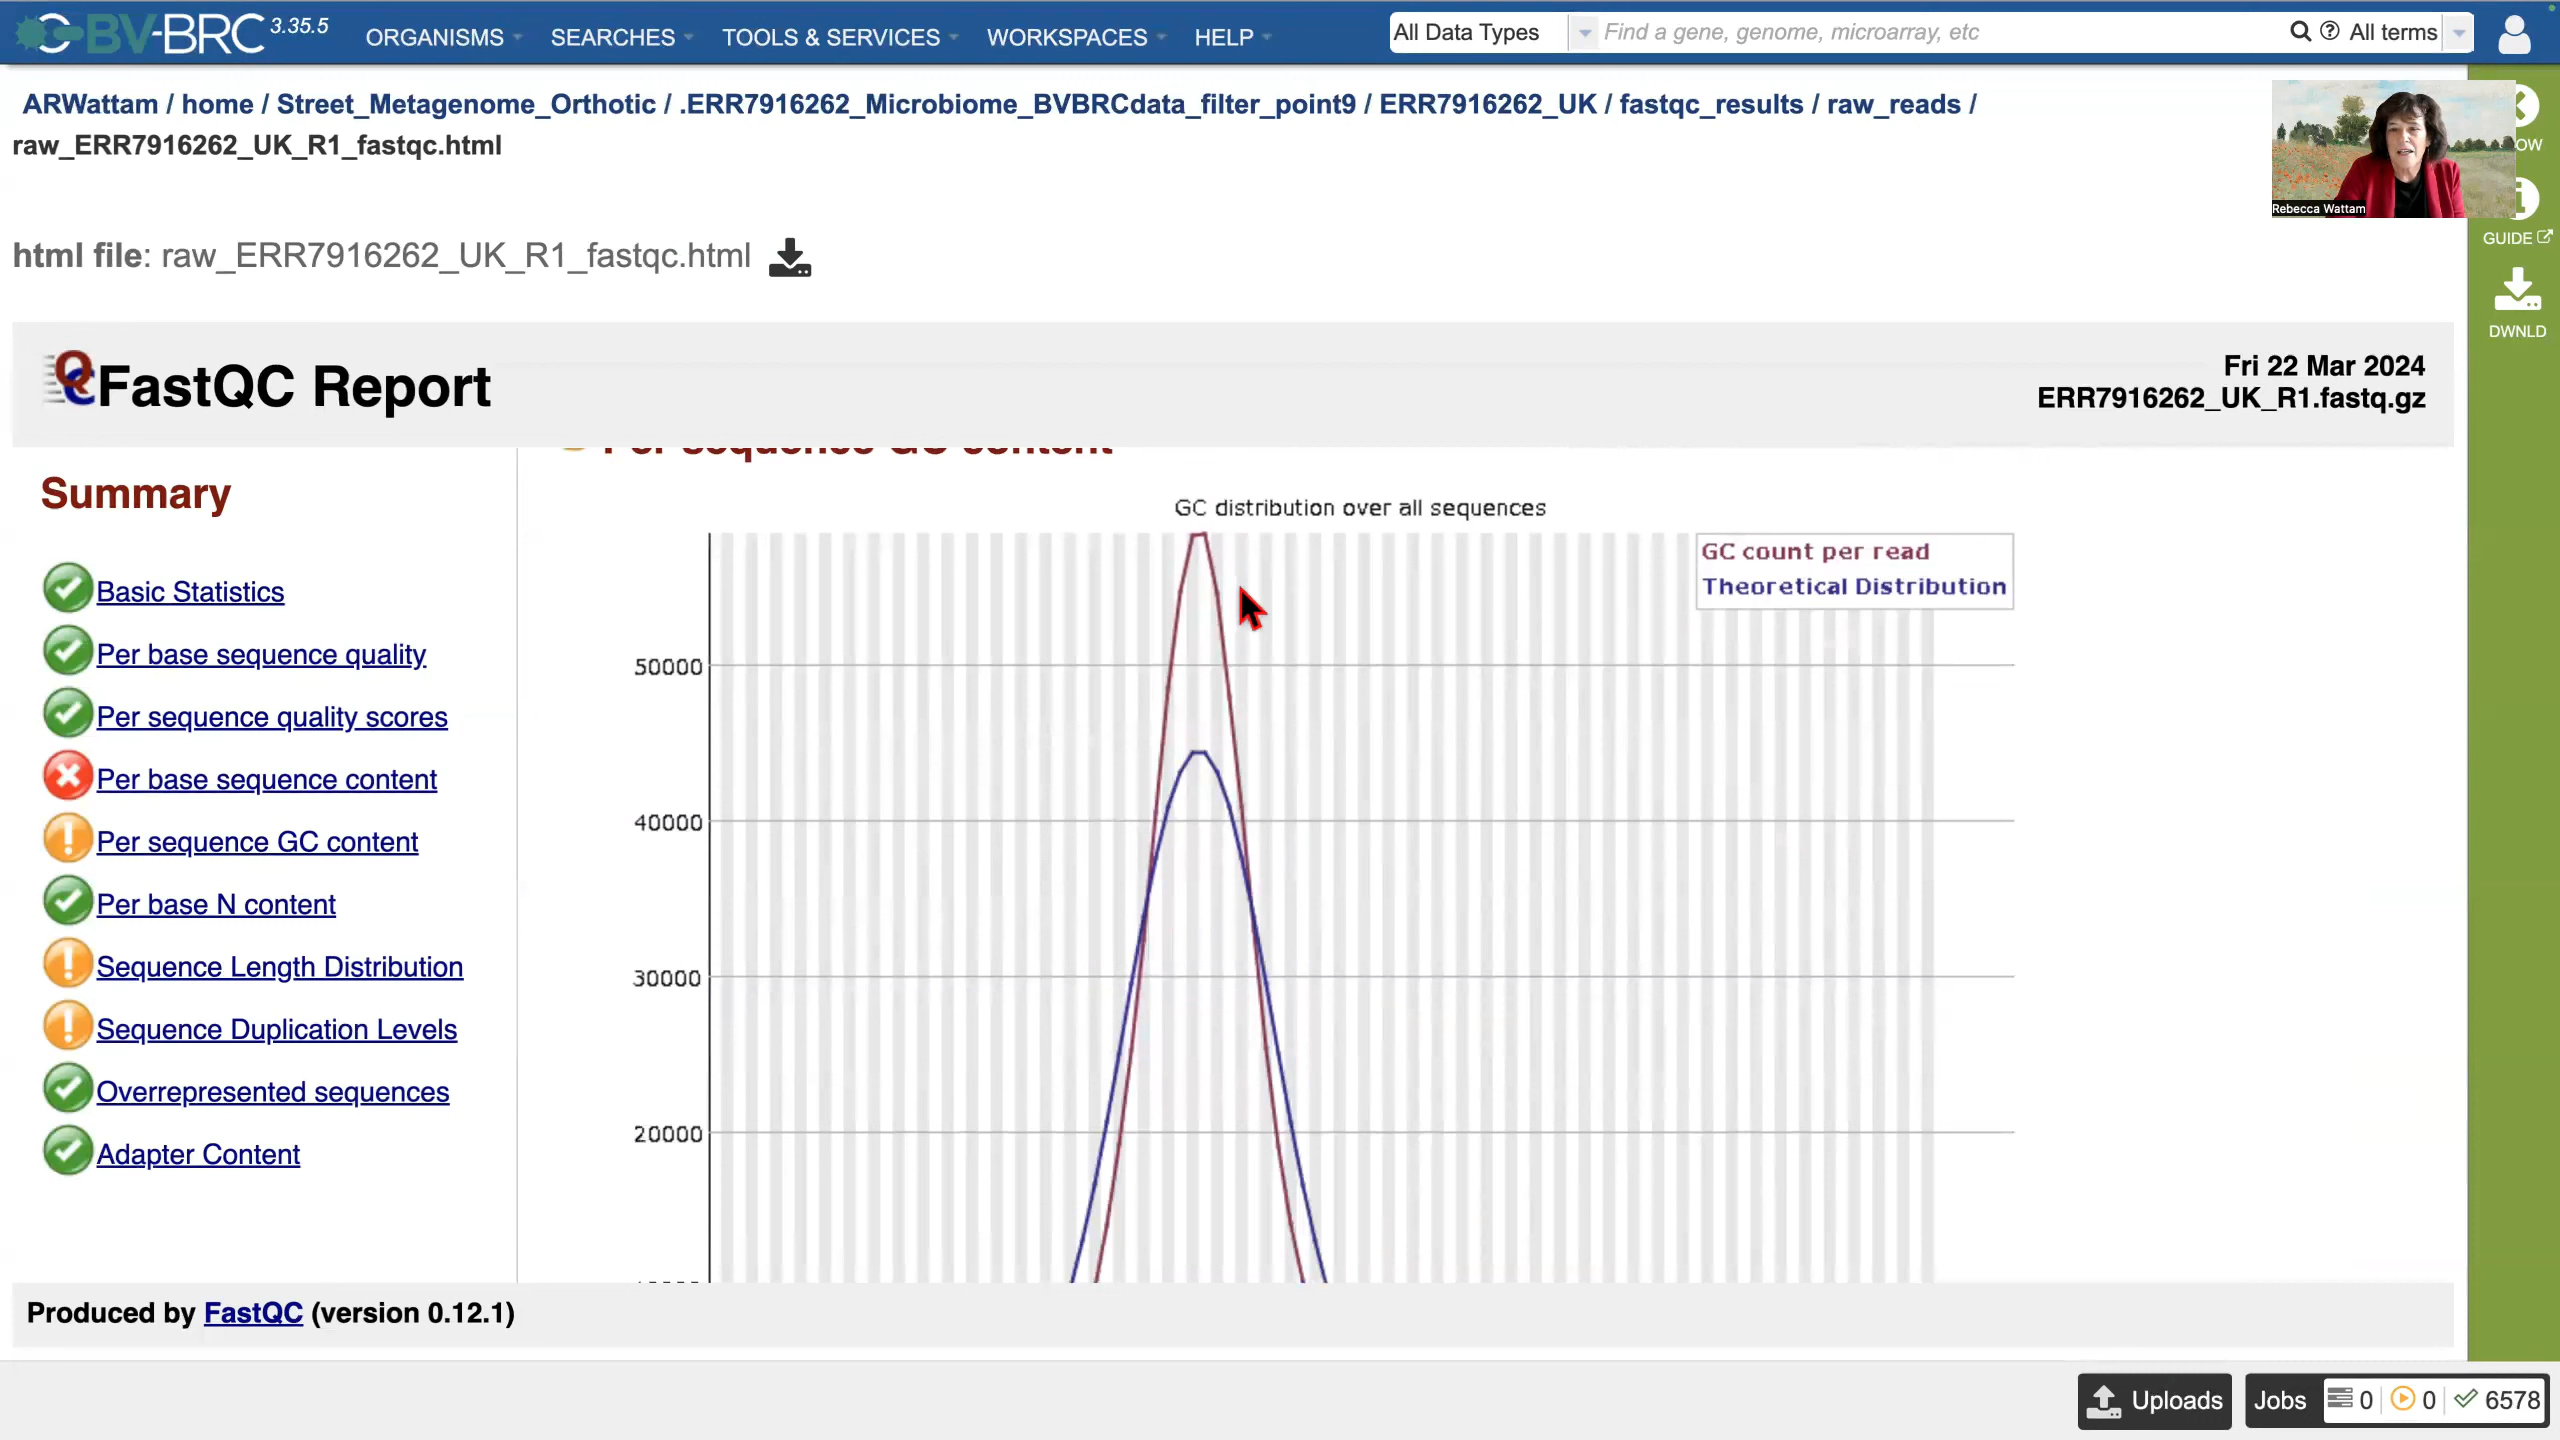 BV-BRC 3.35.5 ORGANISMS SEARCHES TOOLS & SERVICES WORKSPACES HELP All Data Types Find a gene, genome, microarray, etc All terms
ARWattam / home / Street_Metagenome_Orthotic / .ERR7916262_Microbiome_BVBRCdata_filter_point9 / ERR7916262_UK / fastqc_results / raw_reads /
raw_ERR7916262_UK_R1_fastqc.html
OW
Rebecca Wattam
GUIDE
DWNLD
html file: raw_ERR7916262_UK_R1_fastqc.html
FastQC Report
Fri 22 Mar 2024
ERR7916262_UK_R1.fastq.gz
Summary
Basic Statistics
Per base sequence quality
Per sequence quality scores
Per base sequence content
Per sequence GC content
Per base N content
Sequence Length Distribution
Sequence Duplication Levels
Overrepresented sequences
Adapter Content
Per sequence GC content
GC distribution over all sequences
GC count per read
Theoretical Distribution
50000
40000
30000
20000
Produced by FastQC (version 0.12.1)
Uploads
Jobs 0 0 6578